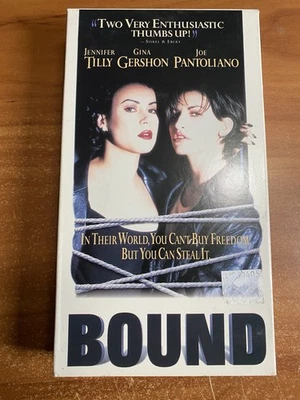 "TWO VERY ENTHUSIASTIC
THUMBS UP!"
- SISKEL & EBERT
JENNIFER GINA JOE
TILLY GERSHON PANTOLIANO
IN THEIR WORLD, YOU CAN'T BUY FREEDOM,
BUT YOU CAN STEAL IT.
BOUND